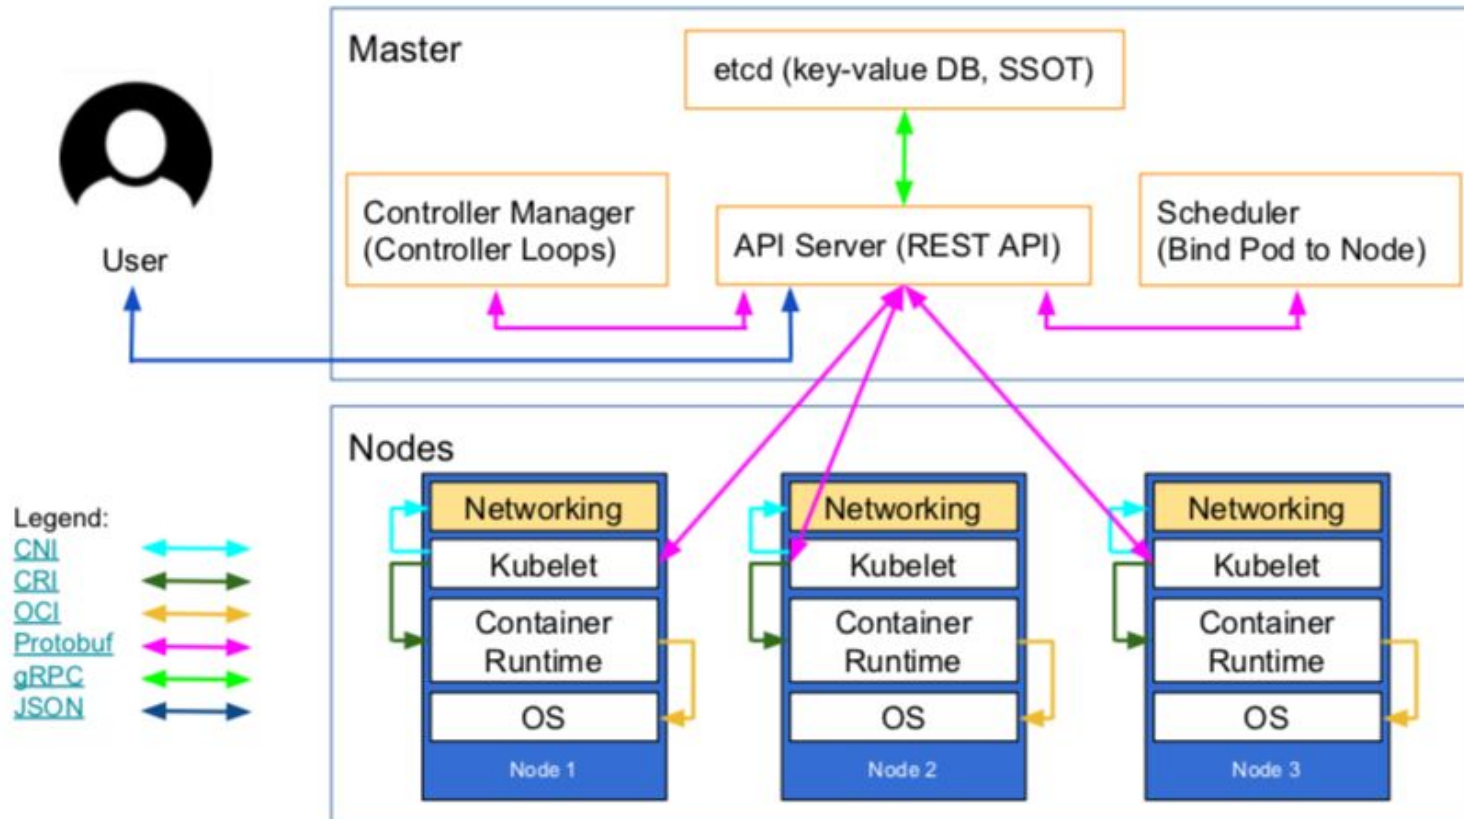 Master
etcd (key-value DB, SSOT)
Controller Manager
(Controller Loops)
API Server (REST API)
Scheduler
(Bind Pod to Node)
User
Nodes
Networking
Kubelet
Container
Runtime
OS
Node 1
Networking
Kubelet
Container
Runtime
OS
Node 2
Networking
Kubelet
Container
Runtime
OS
Node 3
Legend:
CNI
CRI
OCI
Protobuf
gRPC
JSON